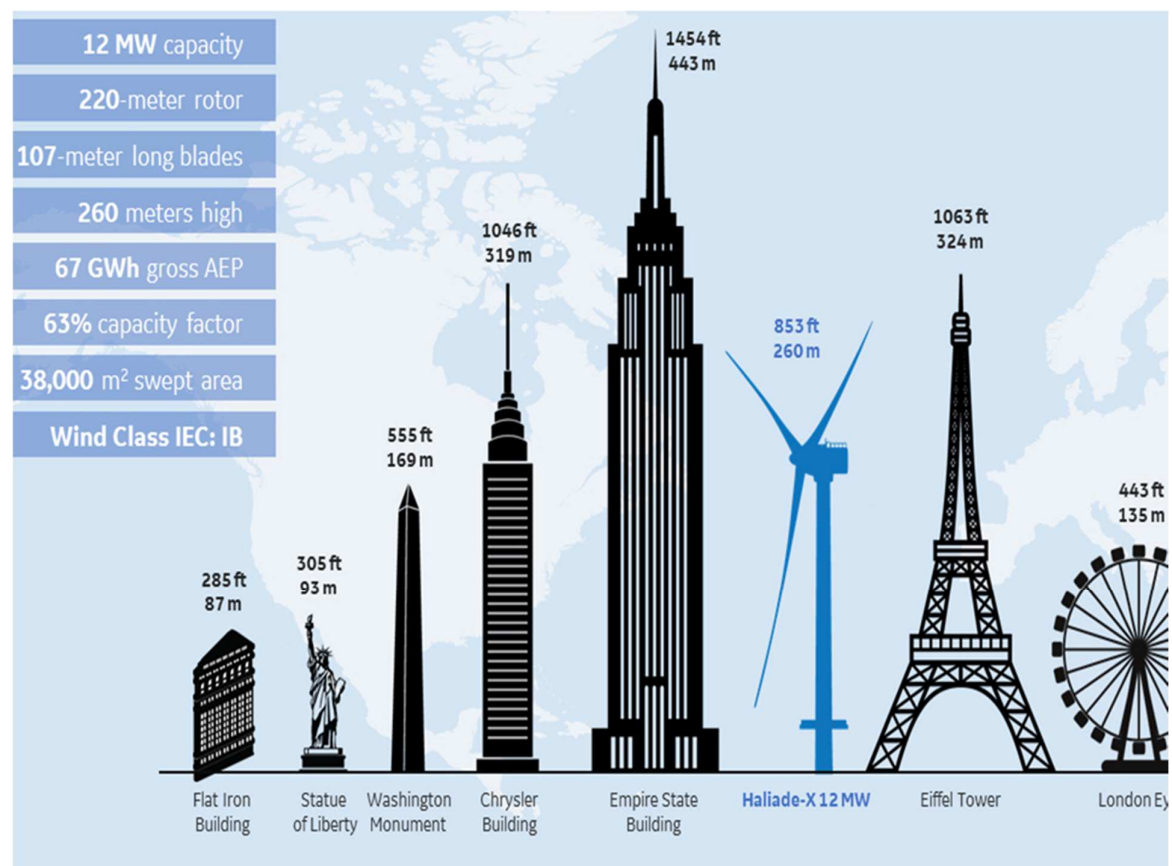 12 MW capacity
220-meter rotor
107-meter long blades
260 meters high
67 GWh gross AEP
63% capacity factor
38,000 m² swept area
Wind Class IEC: IB
285 ft
87 m
305 ft
93 m
555 ft
169 m
1046 ft
319 m
1454 ft
443 m
853 ft
260 m
1063 ft
324 m
443 ft
135 m
Flat Iron
Building
Statue
of Liberty
Washington
Monument
Chrysler
Building
Empire State
Building
Haliade-X 12 MW
Eiffel Tower
London Ey